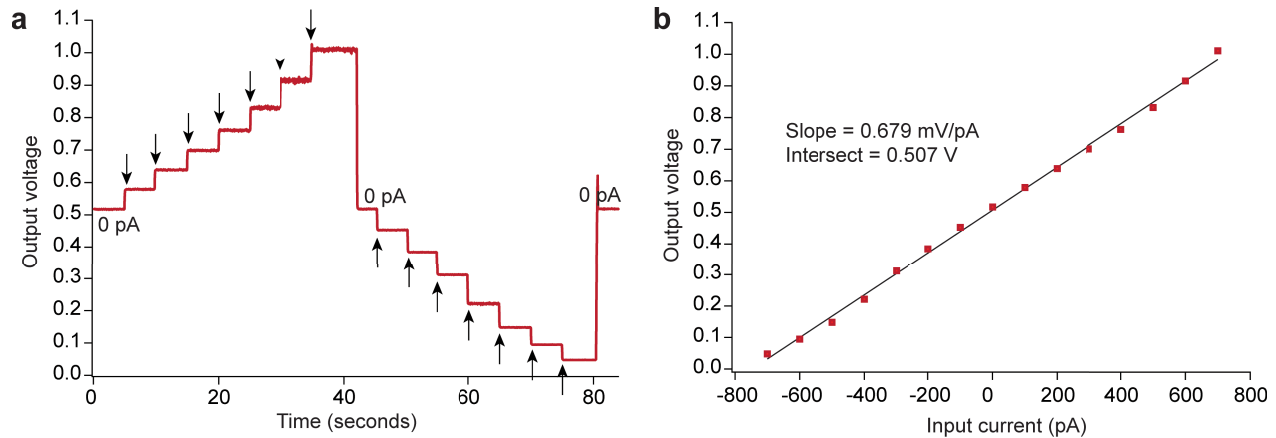 a
1.1
1.0
0.9
0.8
0.7
0.6
0.5
0.4
0.3
0.2
0.1
0.0
Output voltage
0 pA
0 pA
0 pA
0 20 40 60 80
Time (seconds)
b
1.1
1.0
0.9
0.8
0.7
0.6
0.5
0.4
0.3
0.2
0.1
0.0
Output voltage
Slope = 0.679 mV/pA
Intersect = 0.507 V
-800 -600 -400 -200 0 200 400 600 800
Input current (pA)